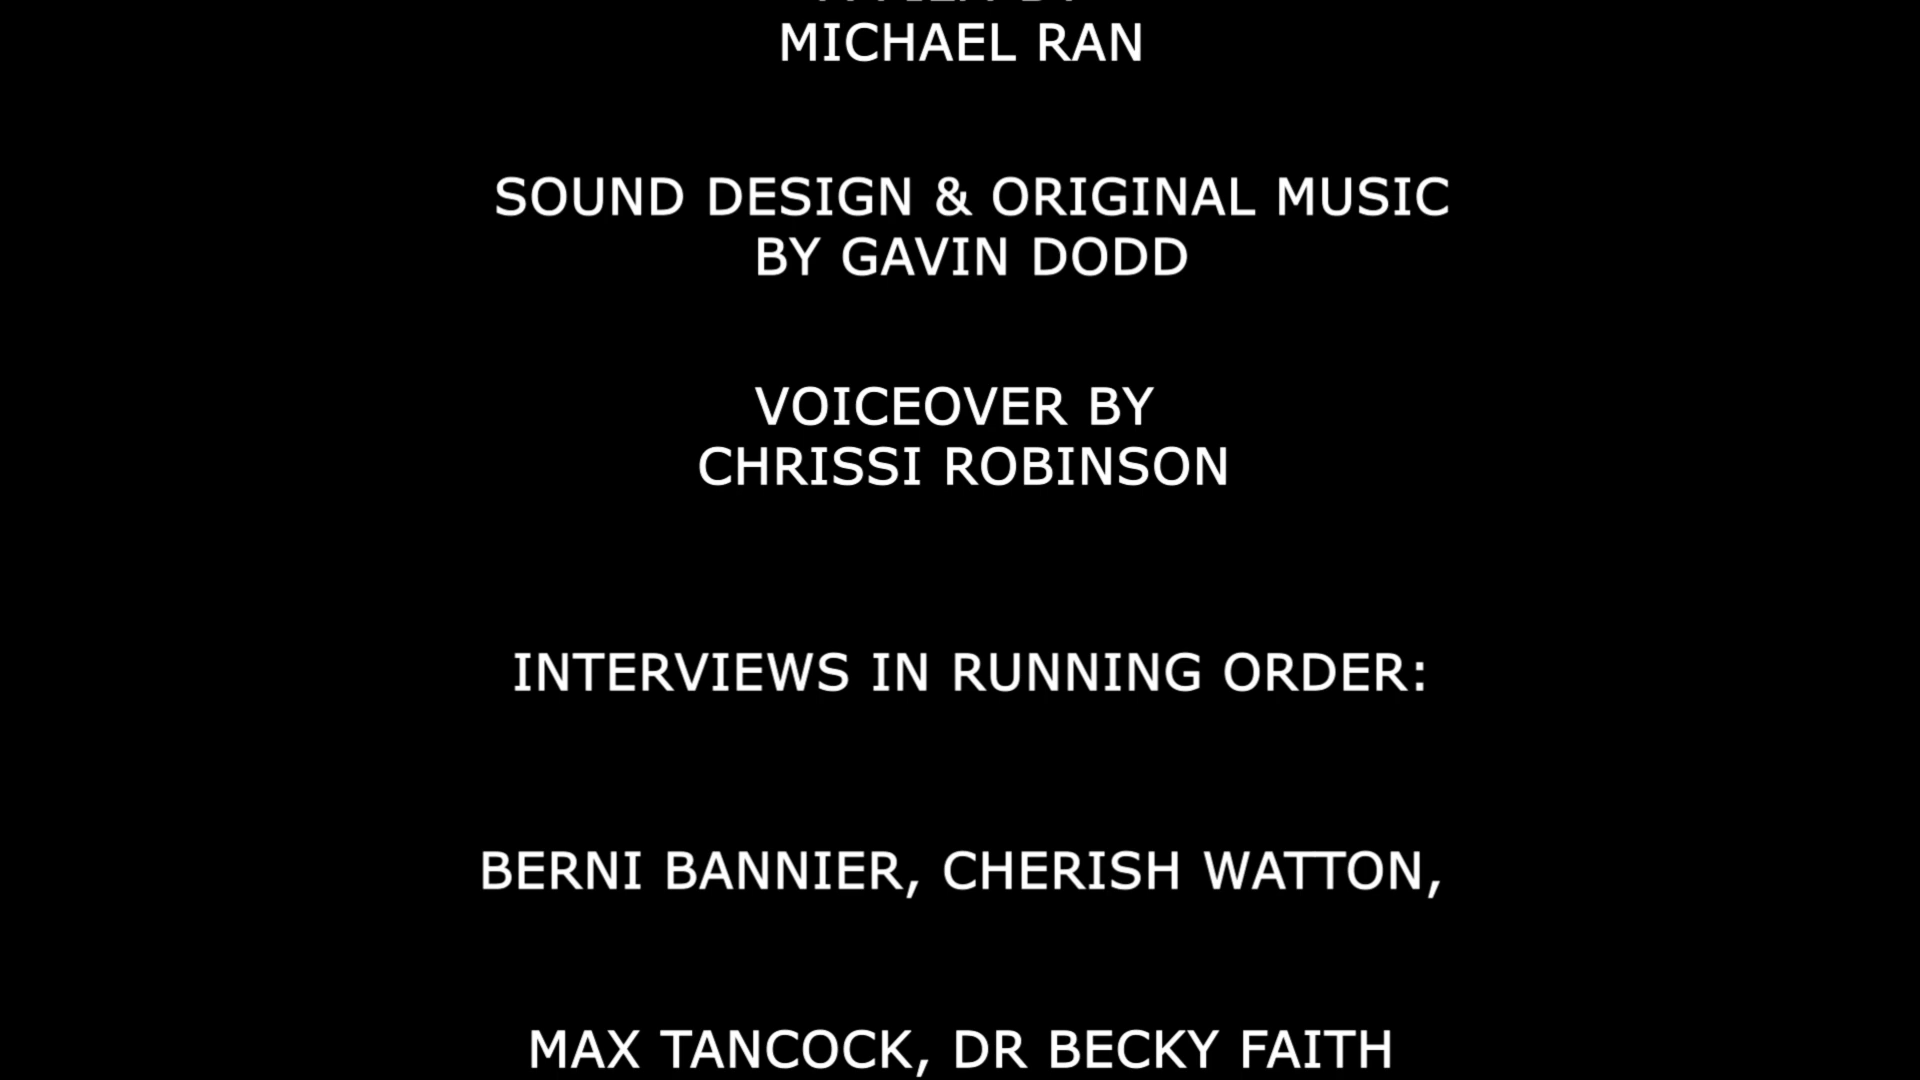 MICHAEL RAN
SOUND DESIGN & ORIGINAL MUSIC
BY GAVIN DODD
VOICEOVER BY
CHRISSI ROBINSON
INTERVIEWS IN RUNNING ORDER:
BERNI BANNIER, CHERISH WATTON,
MAX TANCOCK, DR BECKY FAITH